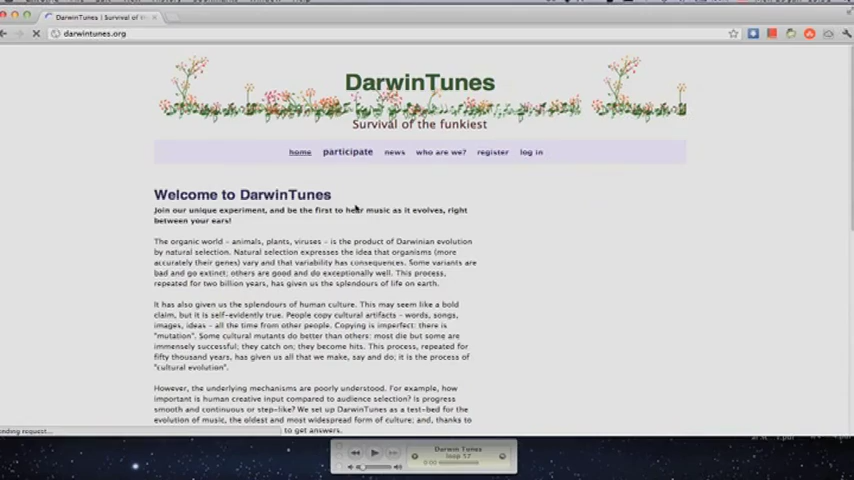 DarwinTunes | Survival of t
darwintunes.org
DarwinTunes
Survival of the funkiest
home participate news who are we? register log in
Welcome to DarwinTunes
Join our unique experiment, and be the first to hear music as it evolves, right
between your ears!
The organic world - animals, plants, viruses - is the product of Darwinian evolution
by natural selection. Natural selection expresses the idea that organisms (more
accurately their genes) vary and that variability has consequences. Some variants are
bad and go extinct; others are good and do exceptionally well. This process,
repeated for two billion years, has given us the splendours of life on earth.
It has also given us the splendours of human culture. This may seem like a bold
claim, but it is self-evidently true. People copy cultural artifacts - words, songs,
images, ideas - all the time from other people. Copying is imperfect: there is
"mutation". Some cultural mutants do better than others: most die but some are
immensely successful; they catch on; they become hits. This process, repeated for
fifty thousand years, has given us all that we make, say and do; it is the process of
"cultural evolution".
However, the underlying mechanisms are poorly understood. For example, how
important is human creative input compared to audience selection? Is progress
smooth and continuous or step-like? We set up DarwinTunes as a test-bed for the
evolution of music, the oldest and most widespread form of culture; and, thanks to
to get answers.
ending request...
Darwin Tunes
loop 57
0:00